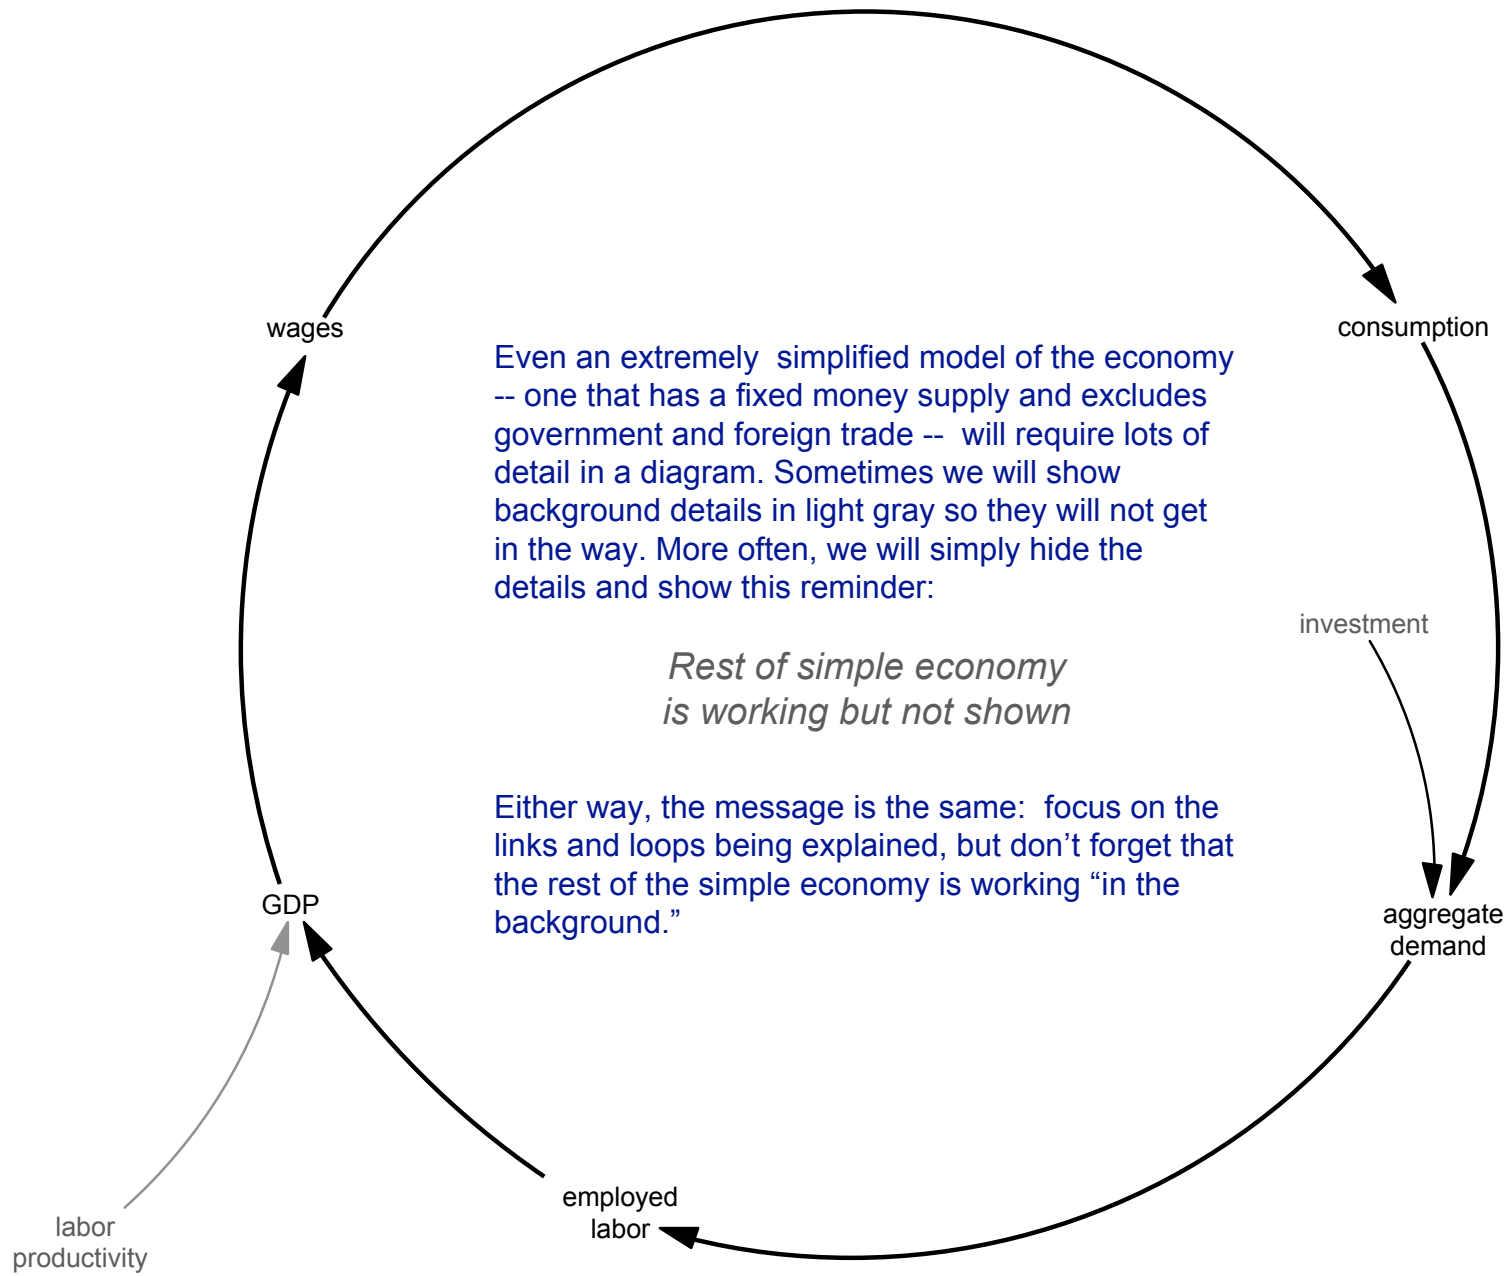 wages
consumption
Even an extremely  simplified model of the economy
-- one that has a fixed money supply and excludes
government and foreign trade --  will require lots of
detail in a diagram. Sometimes we will show
background details in light gray so they will not get
in the way. More often, we will simply hide the
details and show this reminder:
investment
Rest of simple economy
is working but not shown
Either way, the message is the same:  focus on the
links and loops being explained, but don’t forget that
the rest of the simple economy is working “in the
background.”
GDP
aggregate
demand
employed
labor
labor
productivity